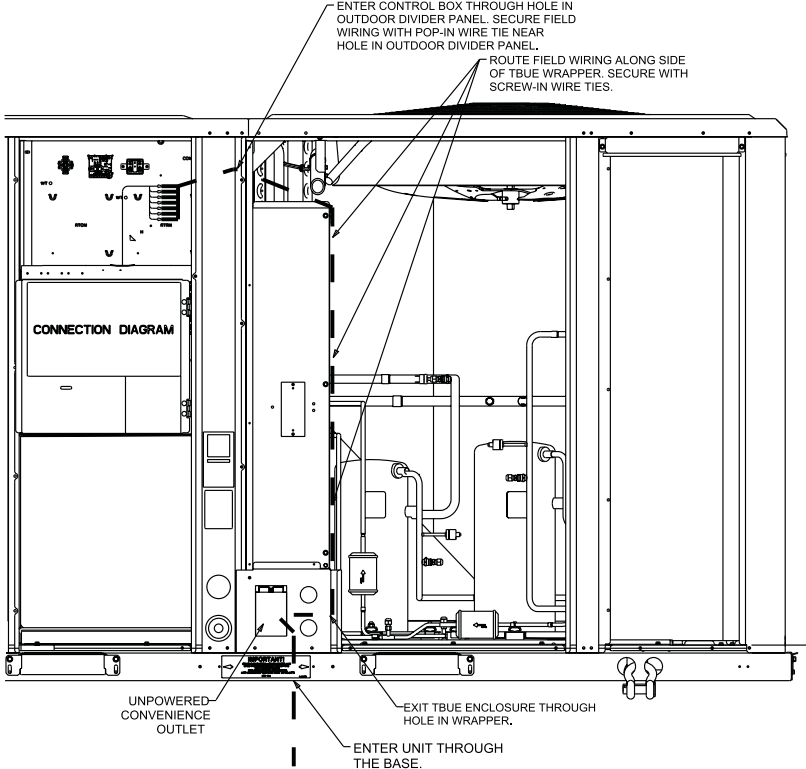 ENTER CONTROL BOX THROUGH HOLE IN
OUTDOOR DIVIDER PANEL. SECURE FIELD
WIRING WITH POP-IN WIRE TIE NEAR
HOLE IN OUTDOOR DIVIDER PANEL.
ROUTE FIELD WIRING ALONG SIDE
OF TBUE WRAPPER. SECURE WITH
SCREW-IN WIRE TIES.
CONNECTION DIAGRAM
IMPORTANT!
UNPOWERED
CONVENIENCE
OUTLET
EXIT TBUE ENCLOSURE THROUGH
HOLE IN WRAPPER.
ENTER UNIT THROUGH
THE BASE.